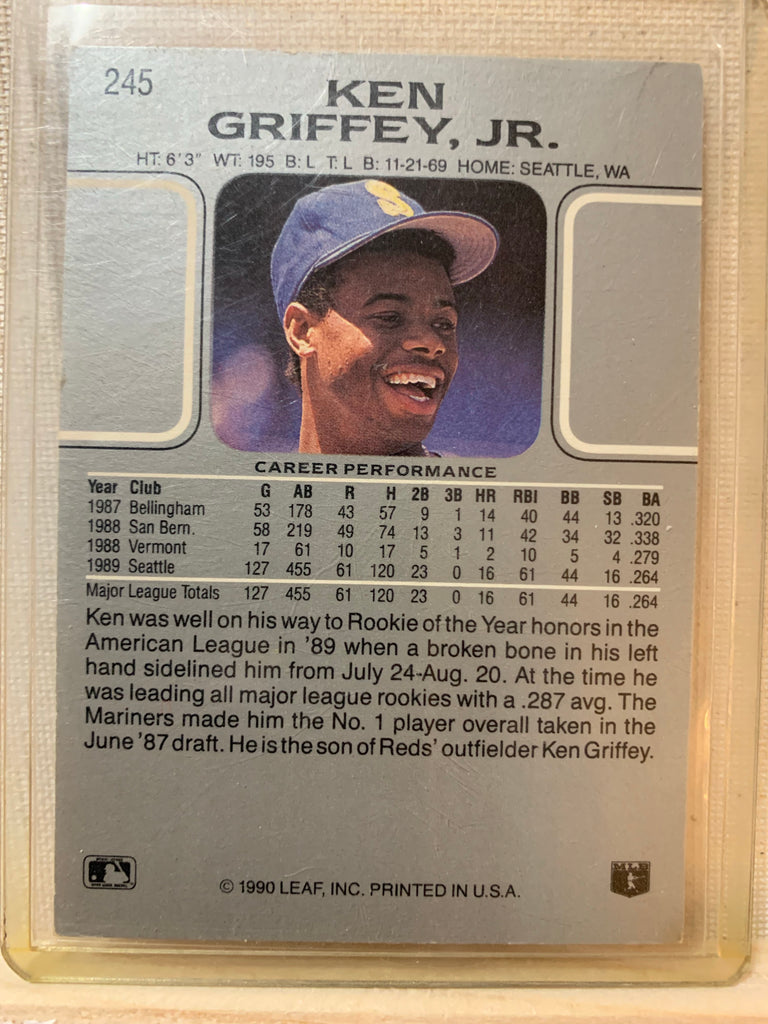 245
KEN
GRIFFEY, JR.
HT: 6'3" WT: 195 B: L T: L B: 11-21-69 HOME: SEATTLE, WA
S
CAREER PERFORMANCE
Year Club G AB R H 2B 3B HR RBI BB SB BA
1987 Bellingham 53 178 43 57 9 1 14 40 44 13 .320
1988 San Bern. 58 219 49 74 13 3 11 42 34 32 .338
1988 Vermont 17 61 10 17 5 1 2 10 5 4 .279
1989 Seattle 127 455 61 120 23 0 16 61 44 16 .264
Major League Totals 127 455 61 120 23 0 16 61 44 16 .264
Ken was well on his way to Rookie of the Year honors in the
American League in '89 when a broken bone in his left
hand sidelined him from July 24-Aug. 20. At the time he
was leading all major league rookies with a .287 avg. The
Mariners made him the No. 1 player overall taken in the
June '87 draft. He is the son of Reds' outfielder Ken Griffey.
© 1990 LEAF, INC. PRINTED IN U.S.A.
MLB